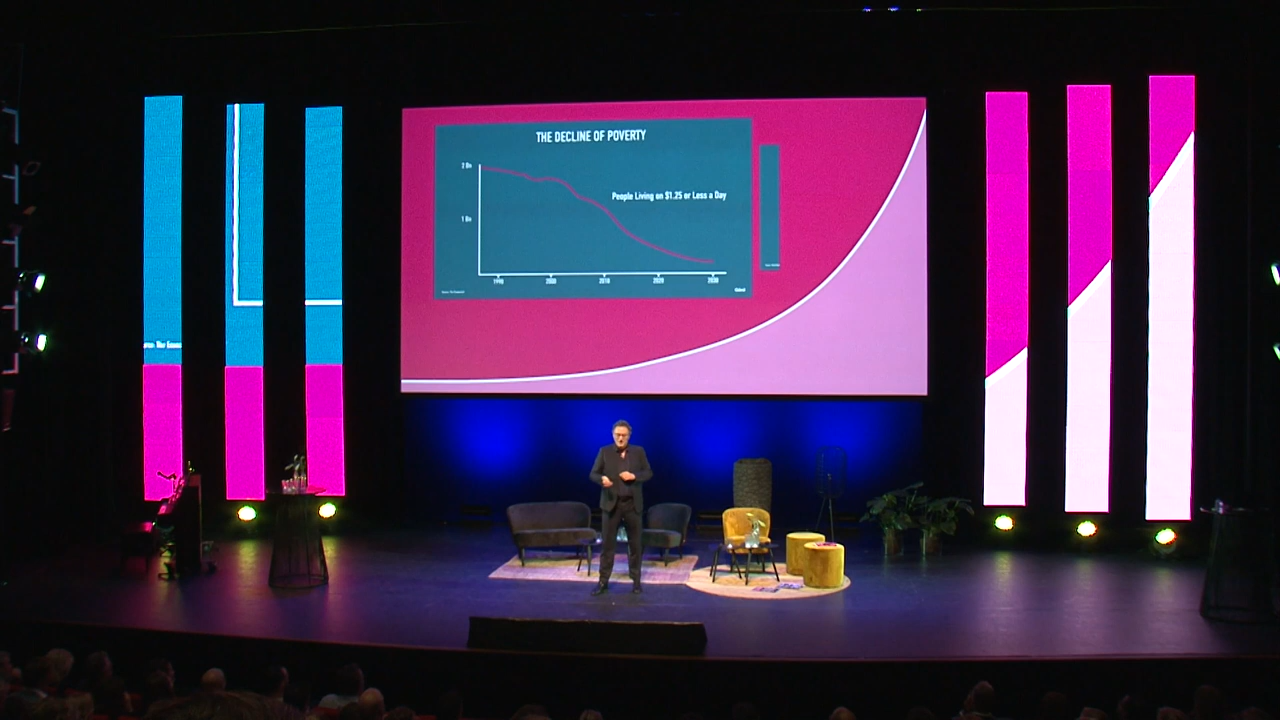 THE DECLINE OF POVERTY
2 Bn
People Living on $1.25 or Less a Day
1 Bn
1990 2000 2010 2020 2030